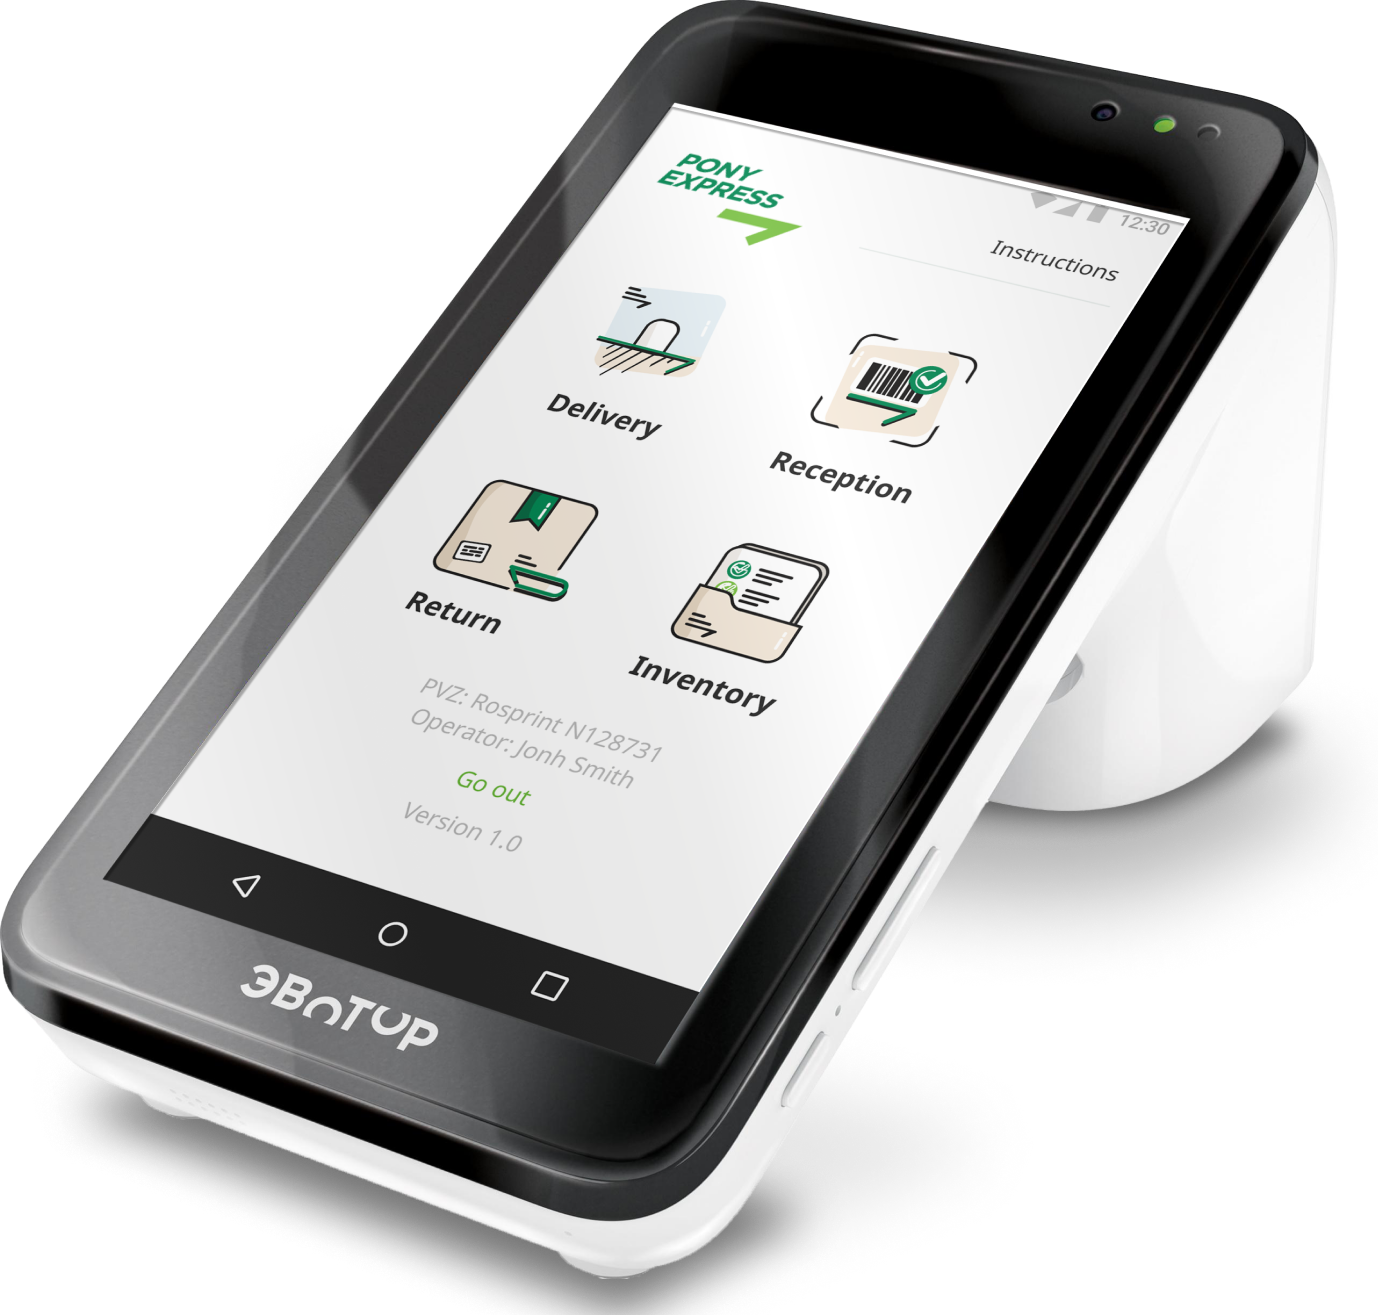 PONY
EXPRESS
12:30
Instructions
Delivery
Reception
Return
Inventory
PVZ: Rosprint N128731
Operator: Jonh Smith
Go out
Version 1.0
ЭВОТОР